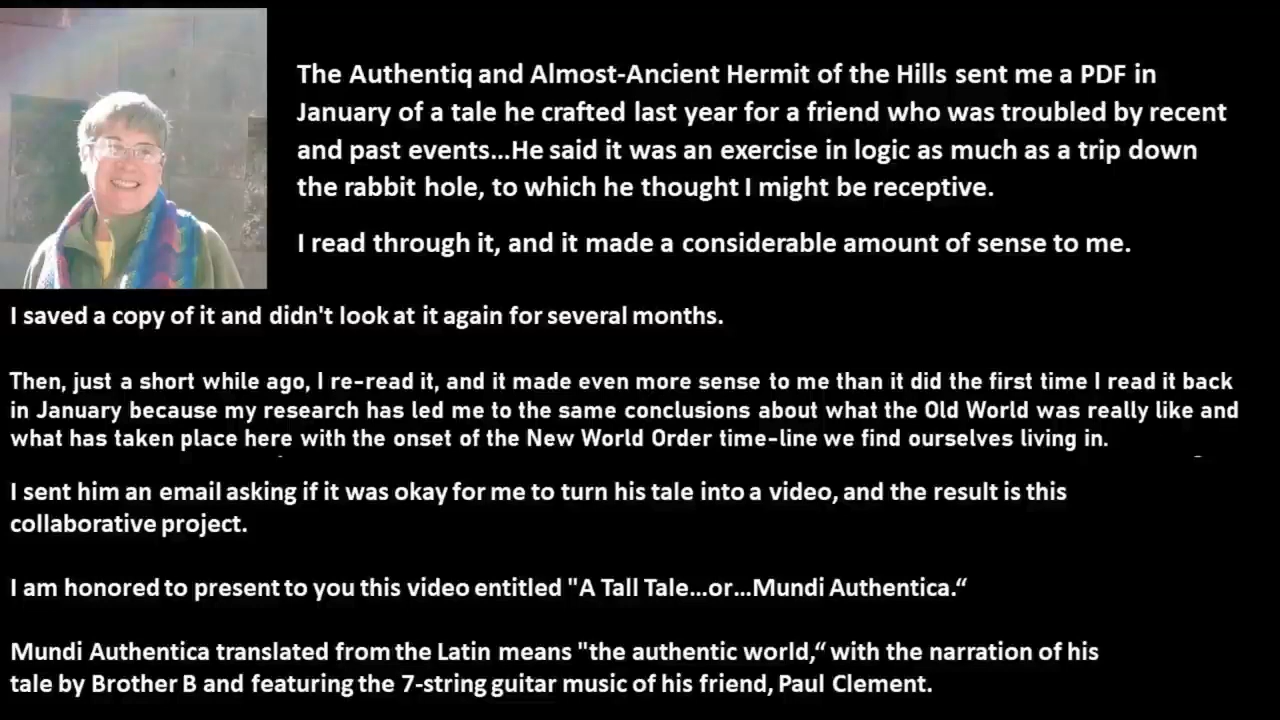 The Authentiq and Almost-Ancient Hermit of the Hills sent me a PDF in
January of a tale he crafted last year for a friend who was troubled by recent
and past events...He said it was an exercise in logic as much as a trip down
the rabbit hole, to which he thought I might be receptive.
I read through it, and it made a considerable amount of sense to me.
I saved a copy of it and didn't look at it again for several months.
Then, just a short while ago, I re-read it, and it made even more sense to me than it did the first time I read it back
in January because my research has led me to the same conclusions about what the Old World was really like and
what has taken place here with the onset of the New World Order time-line we find ourselves living in.
I sent him an email asking if it was okay for me to turn his tale into a video, and the result is this
collaborative project.
I am honored to present to you this video entitled "A Tall Tale...or...Mundi Authentica.“
Mundi Authentica translated from the Latin means "the authentic world,“ with the narration of his
tale by Brother B and featuring the 7-string guitar music of his friend, Paul Clement.